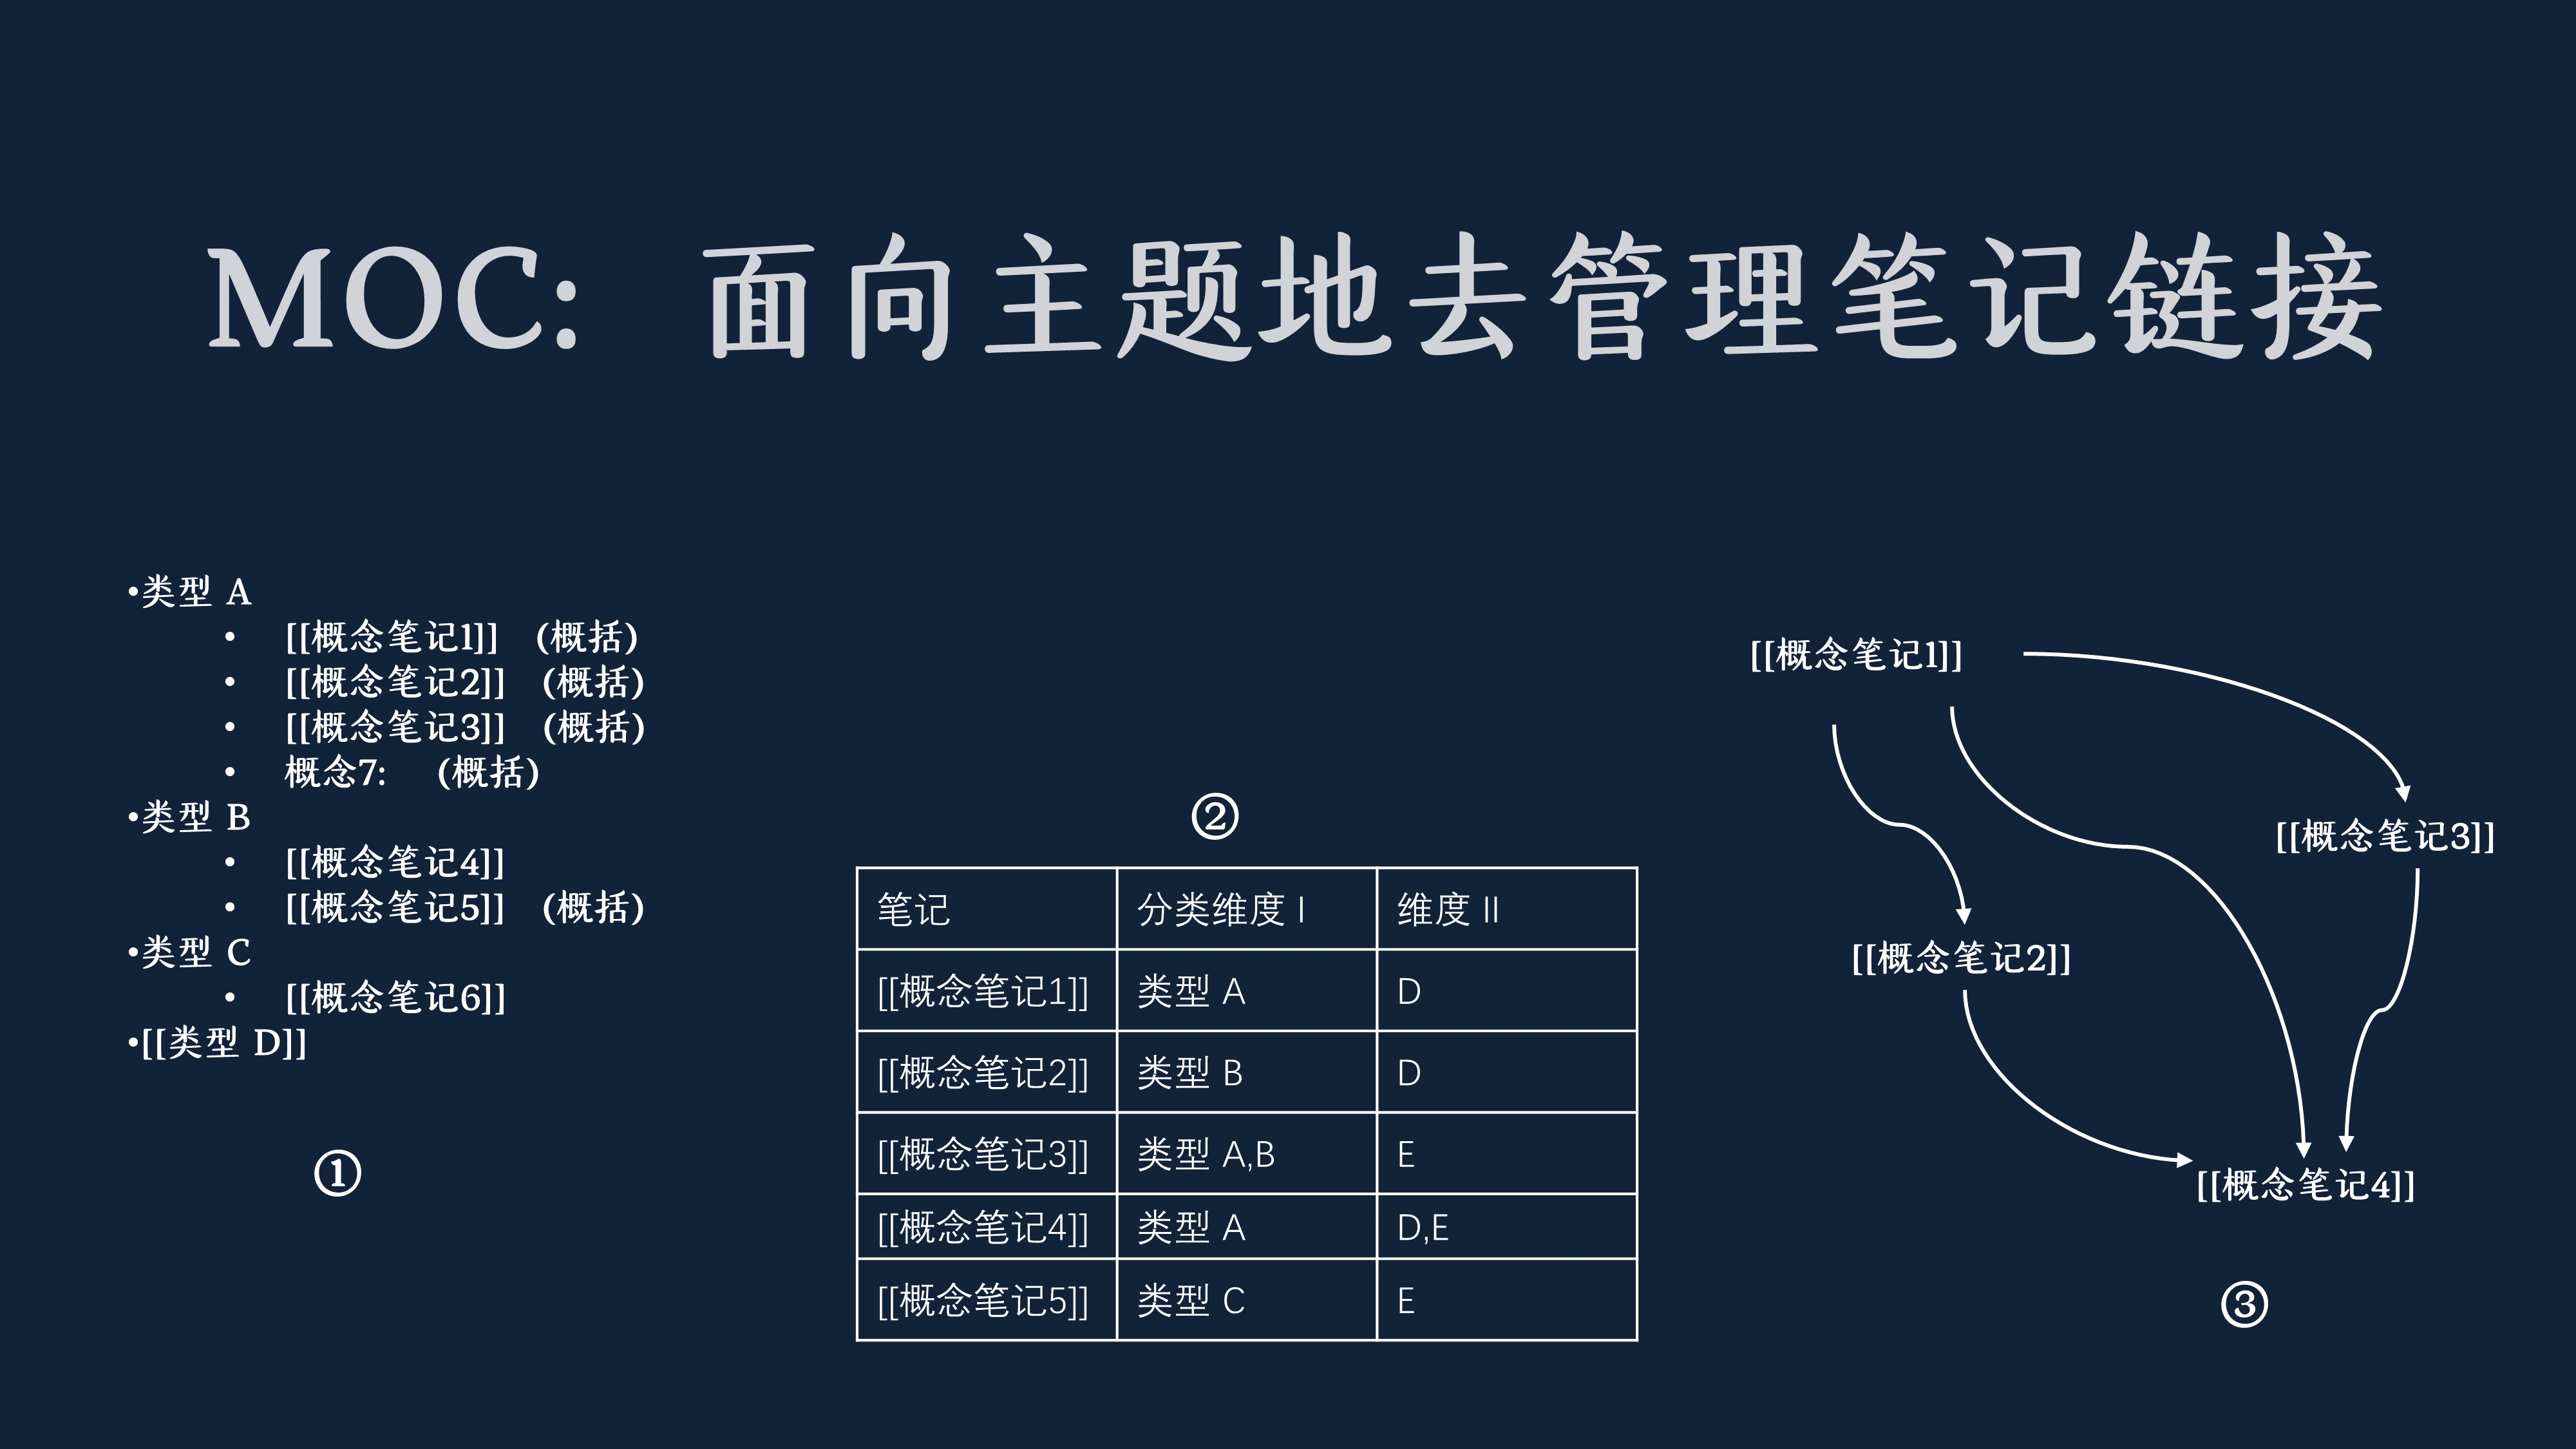 MOC: 面向主题地去管理笔记链接
•类型 A
• [[概念笔记1]] (概括)
• [[概念笔记2]] (概括)
• [[概念笔记3]] (概括)
• 概念7: (概括)
•类型 B
• [[概念笔记4]]
• [[概念笔记5]] (概括)
•类型 C
• [[概念笔记6]]
•[[类型 D]]
①
②
笔记 分类维度 I 维度 II
[[概念笔记1]] 类型 A D
[[概念笔记2]] 类型 B D
[[概念笔记3]] 类型 A,B E
[[概念笔记4]] 类型 A D,E
[[概念笔记5]] 类型 C E
[[概念笔记1]]
[[概念笔记3]]
[[概念笔记2]]
[[概念笔记4]]
③